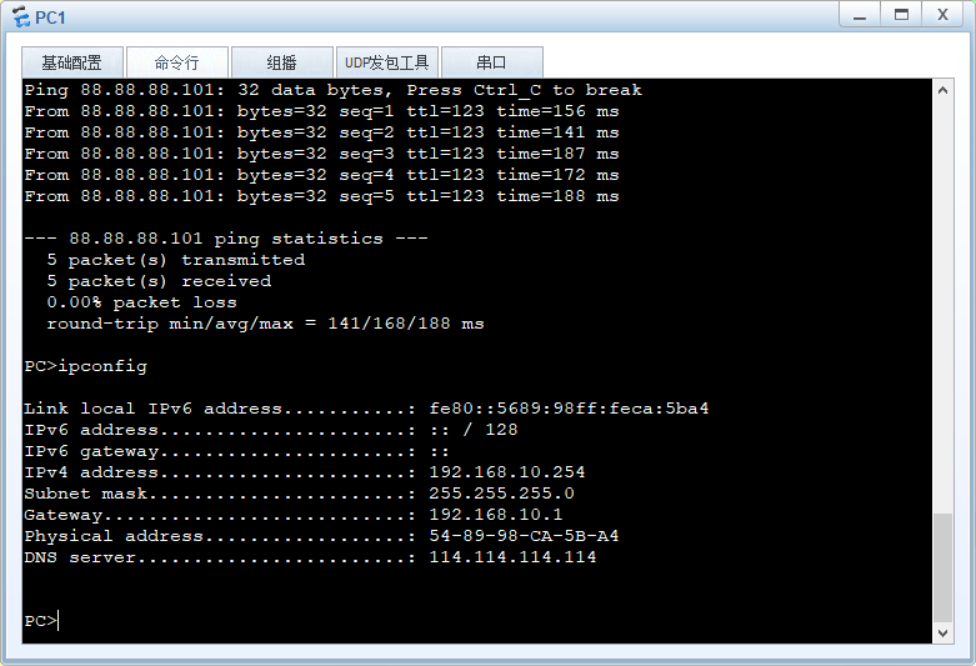 PC1
基础配置 命令行 组播 UDP发包工具 串口
Ping 88.88.88.101: 32 data bytes, Press Ctrl_C to break
From 88.88.88.101: bytes=32 seq=1 ttl=123 time=156 ms
From 88.88.88.101: bytes=32 seq=2 ttl=123 time=141 ms
From 88.88.88.101: bytes=32 seq=3 ttl=123 time=187 ms
From 88.88.88.101: bytes=32 seq=4 ttl=123 time=172 ms
From 88.88.88.101: bytes=32 seq=5 ttl=123 time=188 ms
--- 88.88.88.101 ping statistics ---
5 packet(s) transmitted
5 packet(s) received
0.00% packet loss
round-trip min/avg/max = 141/168/188 ms
PC>ipconfig
Link local IPv6 address...........: fe80::5689:98ff:feca:5ba4
IPv6 address......................: :: / 128
IPv6 gateway......................: ::
IPv4 address......................: 192.168.10.254
Subnet mask.......................: 255.255.255.0
Gateway...........................: 192.168.10.1
Physical address..................: 54-89-98-CA-5B-A4
DNS server........................: 114.114.114.114
PC>